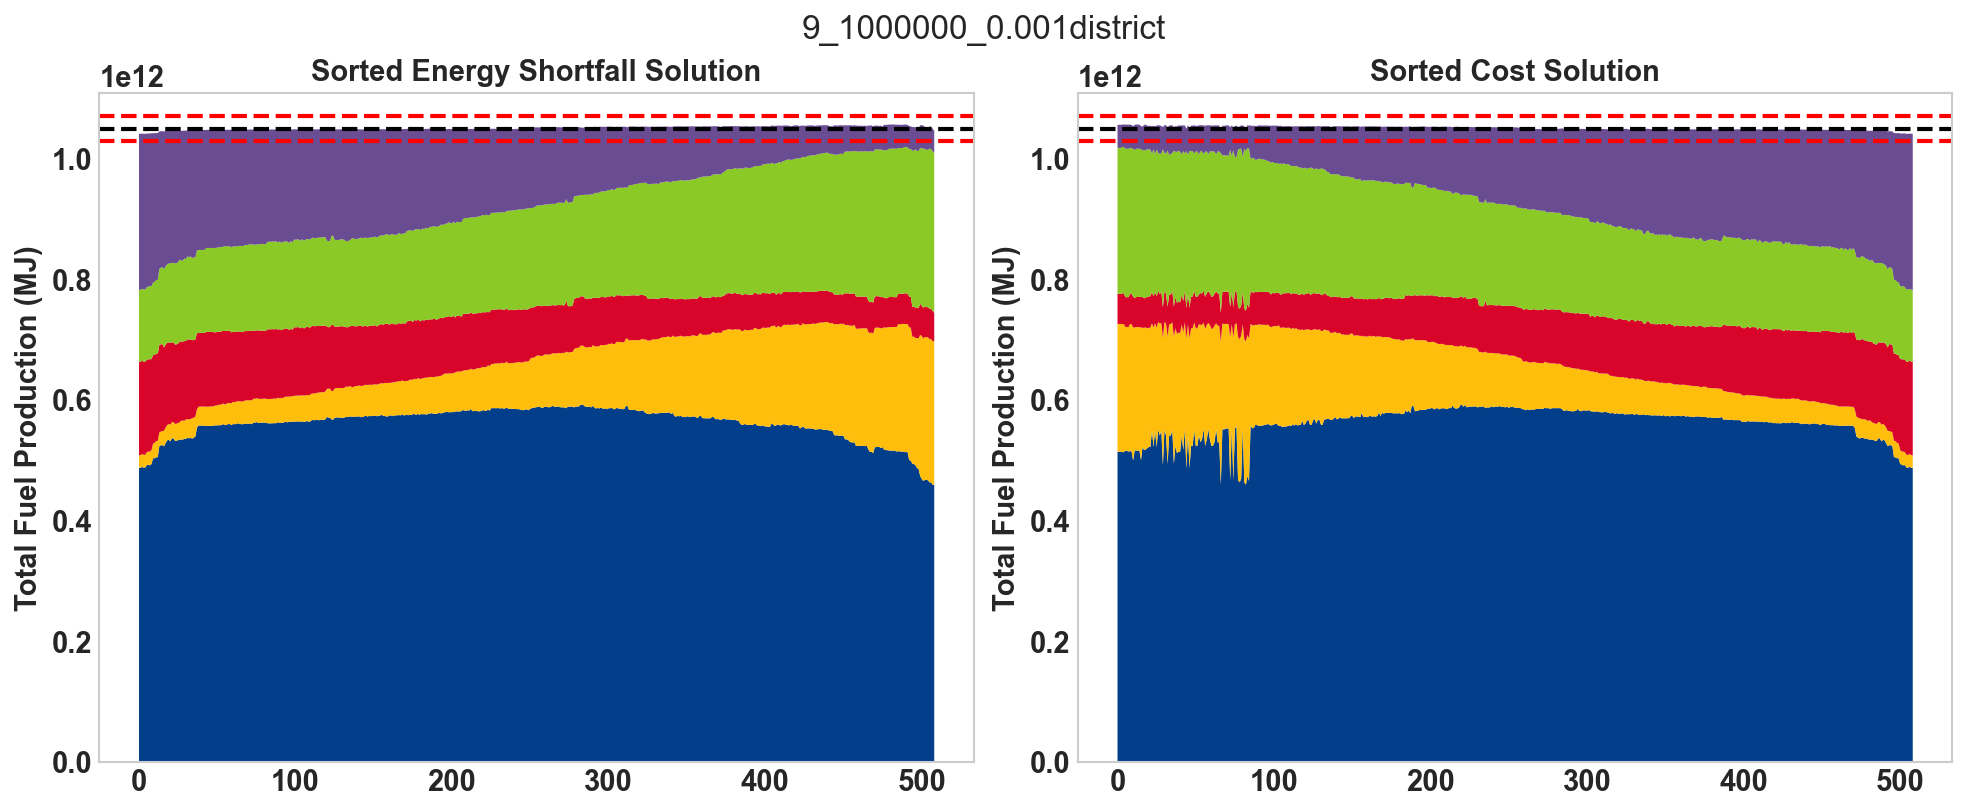 9_1000000_0.001district
Sorted Energy Shortfall Solution
1e12
Total Fuel Production (MJ)
1.0
0.8
0.6
0.4
0.2
0.0
0 100 200 300 400 500
Sorted Cost Solution
1e12
Total Fuel Production (MJ)
1.0
0.8
0.6
0.4
0.2
0.0
0 100 200 300 400 500